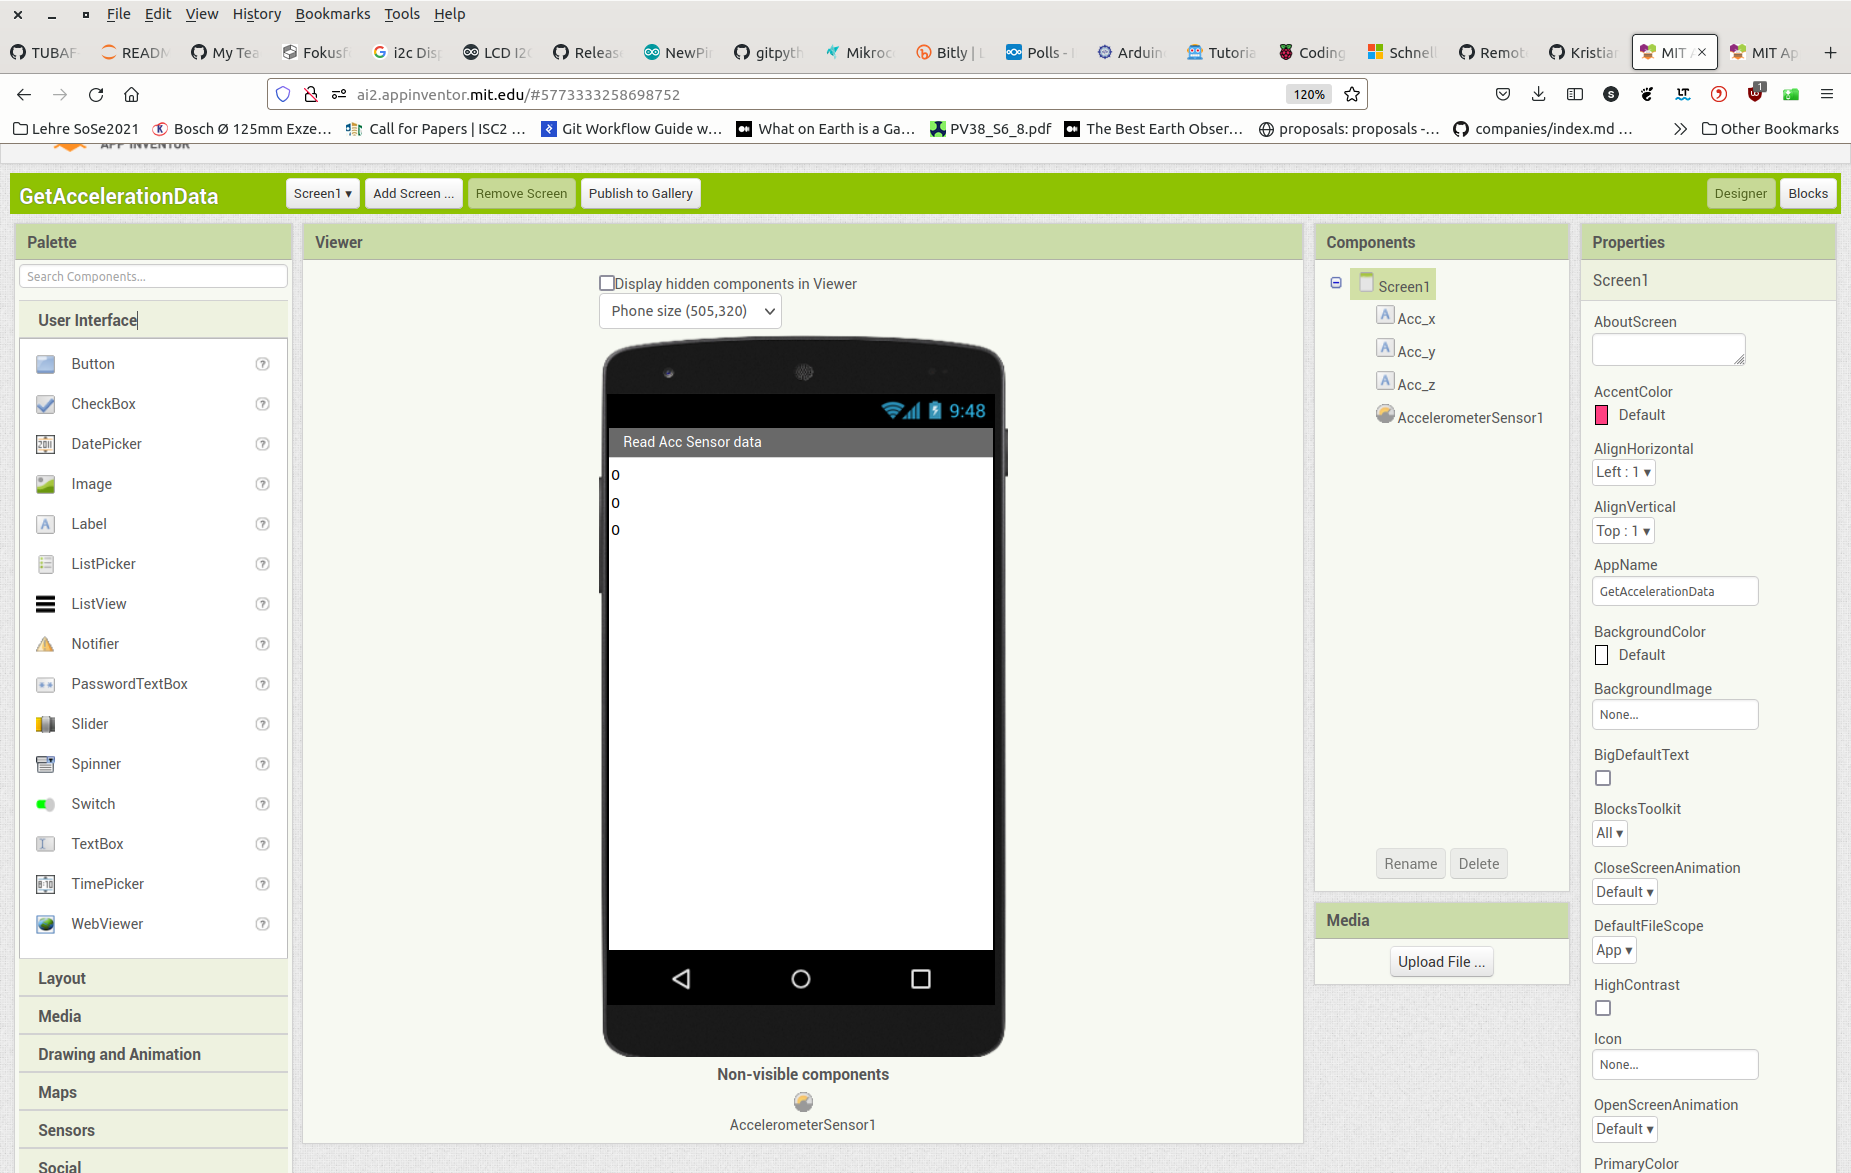 File Edit View History Bookmarks Tools Help
TUBAF READM My Tea Fokusf i2c Disp LCD I2C Release NewPi gitpyth Mikroc Bitly | L Polls - Arduin Tutoria Coding Schnell Remot Kristian MIT A MIT Ap
ai2.appinventor.mit.edu/#5773333258698752 120% 1
Lehre SoSe2021 Bosch Ø 125mm Exze… Call for Papers | ISC2 … Git Workflow Guide w… What on Earth is a Ga… PV38_S6_8.pdf The Best Earth Obser… proposals: proposals -… companies/index.md … Other Bookmarks
APP INVENTOR
GetAccelerationData Screen1 Add Screen ... Remove Screen Publish to Gallery Designer Blocks
Palette
Search Components...
User Interface
Button ?
CheckBox ?
DatePicker ?
Image ?
Label ?
ListPicker ?
ListView ?
Notifier ?
PasswordTextBox ?
Slider ?
Spinner ?
Switch ?
TextBox ?
TimePicker ?
WebViewer ?
Layout
Media
Drawing and Animation
Maps
Sensors
Social
Viewer
Display hidden components in Viewer
Phone size (505,320)
9:48
Read Acc Sensor data
0
0
0
Non-visible components
AccelerometerSensor1
Components
Screen1
Acc_x
Acc_y
Acc_z
AccelerometerSensor1
Rename Delete
Media
Upload File ...
Properties
Screen1
AboutScreen
AccentColor
Default
AlignHorizontal
Left : 1
AlignVertical
Top : 1
AppName
GetAccelerationData
BackgroundColor
Default
BackgroundImage
None...
BigDefaultText
BlocksToolkit
All
CloseScreenAnimation
Default
DefaultFileScope
App
HighContrast
Icon
None...
OpenScreenAnimation
Default
PrimaryColor